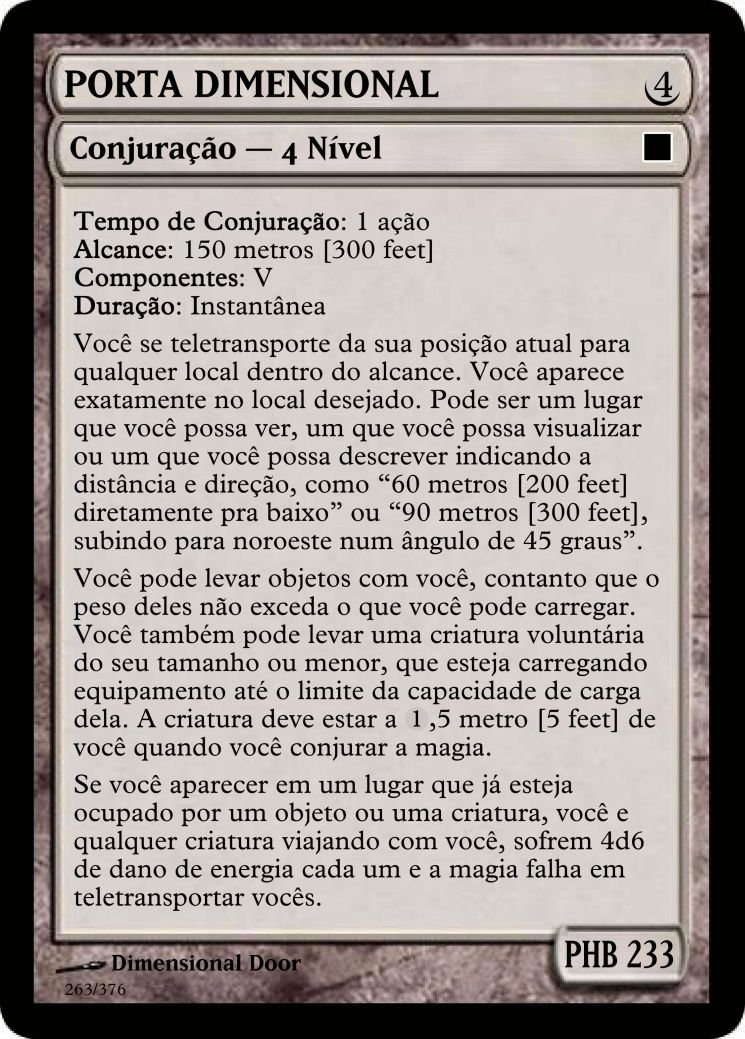 PORTA DIMENSIONAL 4
Conjuração — 4 Nível
Tempo de Conjuração: 1 ação
Alcance: 150 metros [300 feet]
Componentes: V
Duração: Instantânea
Você se teletransporte da sua posição atual para
qualquer local dentro do alcance. Você aparece
exatamente no local desejado. Pode ser um lugar
que você possa ver, um que você possa visualizar
ou um que você possa descrever indicando a
distância e direção, como “60 metros [200 feet]
diretamente pra baixo” ou “90 metros [300 feet],
subindo para noroeste num ângulo de 45 graus”.
Você pode levar objetos com você, contanto que o
peso deles não exceda o que você pode carregar.
Você também pode levar uma criatura voluntária
do seu tamanho ou menor, que esteja carregando
equipamento até o limite da capacidade de carga
dela. A criatura deve estar a 1,5 metro [5 feet] de
você quando você conjurar a magia.
Se você aparecer em um lugar que já esteja
ocupado por um objeto ou uma criatura, você e
qualquer criatura viajando com você, sofrem 4d6
de dano de energia cada um e a magia falha em
teletransportar vocês.
PHB 233
Dimensional Door
263/376